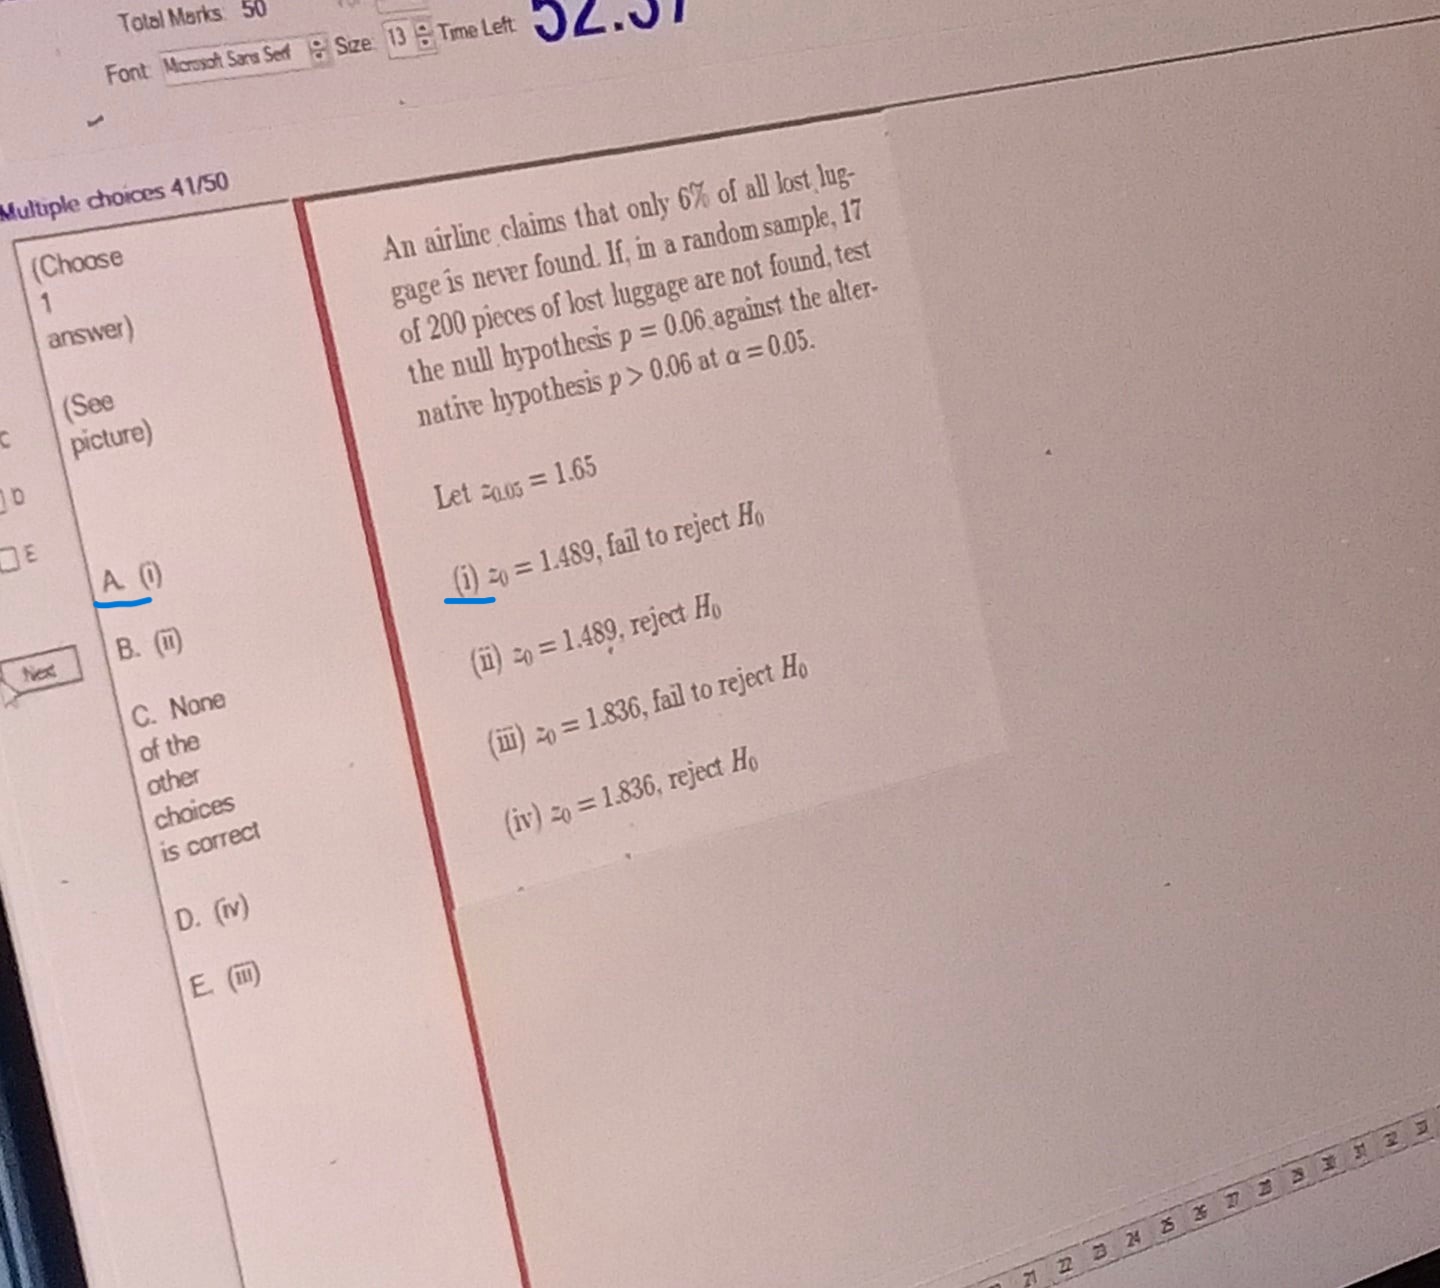 Total Marks: 50
Font: Microsoft Sans Serif Size: 13 Time Left:
Multiple choices 41/50
(Choose
1
answer)
(See
picture)
A. (i)
B. (ii)
C. None
of the
other
choices
is correct
D. (iv)
E. (iii)
C
D
E
Next
An airline claims that only 6% of all lost lug-
gage is never found. If, in a random sample, 17
of 200 pieces of lost luggage are not found, test
the null hypothesis p = 0.06 against the alter-
native hypothesis p > 0.06 at α = 0.05.
Let z0.05 = 1.65
(i) z0 = 1.489, fail to reject H0
(ii) z0 = 1.489, reject H0
(iii) z0 = 1.836, fail to reject H0
(iv) z0 = 1.836, reject H0
21 22 23 24 25 26 27 28 29 30 31 32 33